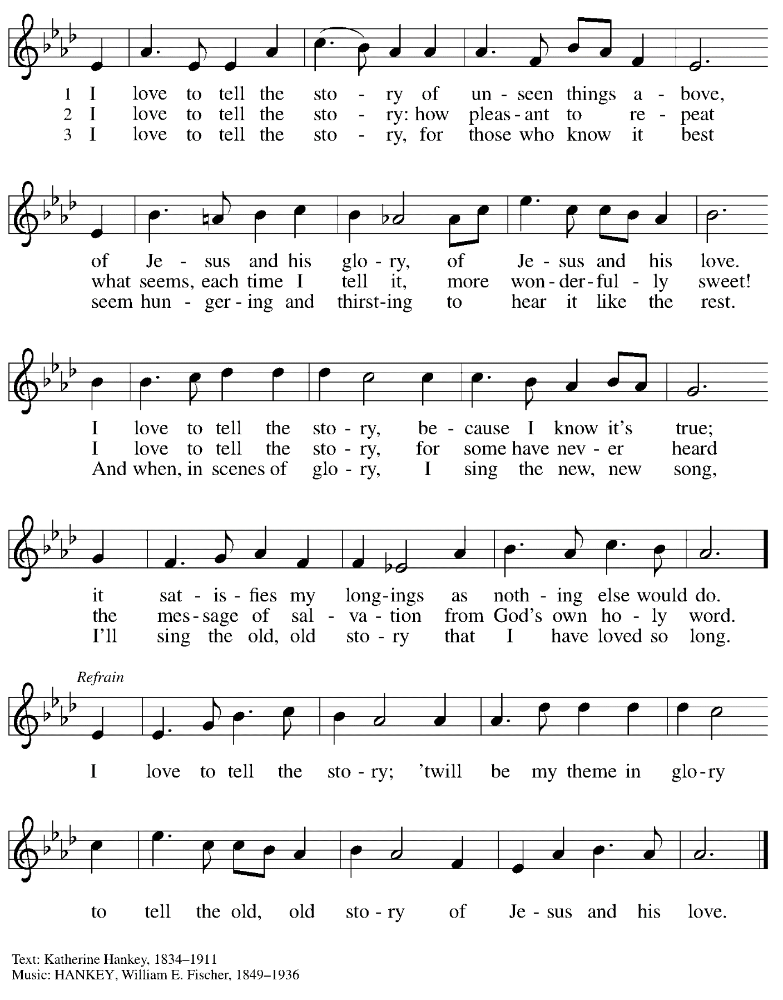 1 I love to tell the sto - ry of un - seen things a - bove,
2 I love to tell the sto - ry: how pleas - ant to re - peat
3 I love to tell the sto - ry, for those who know it best
of Je - sus and his glo - ry, of Je - sus and his love.
what seems, each time I tell it, more won - der - ful - ly sweet!
seem hun - ger - ing and thirst - ing to hear it like the rest.
I love to tell the sto - ry, be - cause I know it's true;
I love to tell the sto - ry, for some have nev - er heard
And when, in scenes of glo - ry, I sing the new, new song,
it sat - is - fies my long - ings as noth - ing else would do.
the mes - sage of sal - va - tion from God's own ho - ly word.
I'll sing the old, old sto - ry that I have loved so long.
Refrain
I love to tell the sto - ry; 'twill be my theme in glo - ry
to tell the old, old sto - ry of Je - sus and his love.
Text: Katherine Hankey, 1834–1911
Music: HANKEY, William E. Fischer, 1849–1936